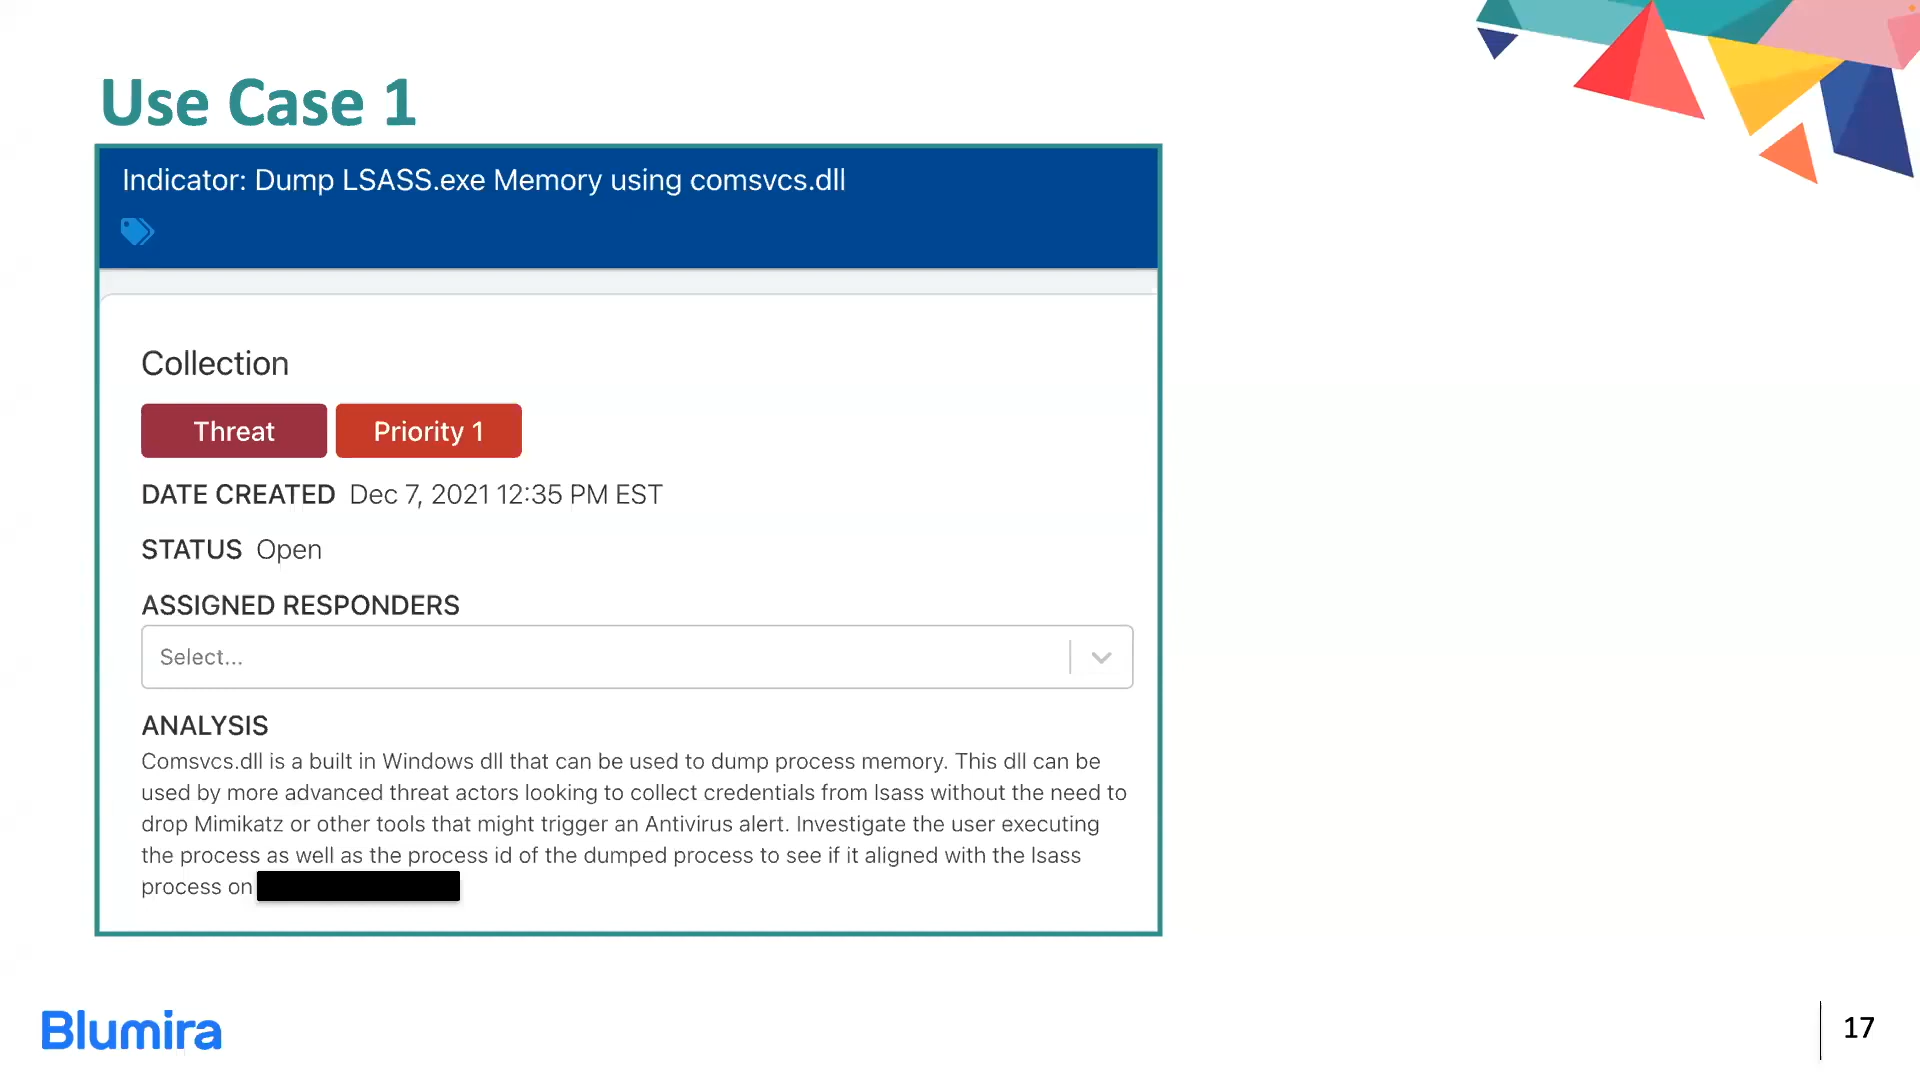 Use Case 1
Indicator: Dump LSASS.exe Memory using comsvcs.dll
Collection
Threat Priority 1
DATE CREATED Dec 7, 2021 12:35 PM EST
STATUS Open
ASSIGNED RESPONDERS
Select...
ANALYSIS
Comsvcs.dll is a built in Windows dll that can be used to dump process memory. This dll can be
used by more advanced threat actors looking to collect credentials from lsass without the need to
drop Mimikatz or other tools that might trigger an Antivirus alert. Investigate the user executing
the process as well as the process id of the dumped process to see if it aligned with the lsass
process on
Blumira
17